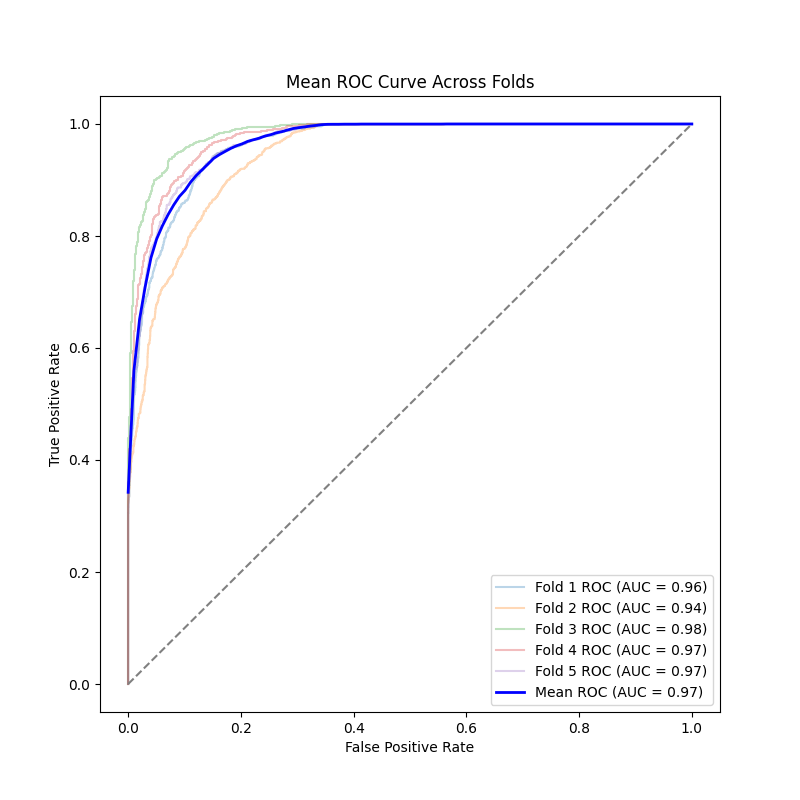 Mean ROC Curve Across Folds
True Positive Rate
1.0
0.8
0.6
0.4
0.2
0.0
Fold 1 ROC (AUC = 0.96)
Fold 2 ROC (AUC = 0.94)
Fold 3 ROC (AUC = 0.98)
Fold 4 ROC (AUC = 0.97)
Fold 5 ROC (AUC = 0.97)
Mean ROC (AUC = 0.97)
0.0 0.2 0.4 0.6 0.8 1.0
False Positive Rate